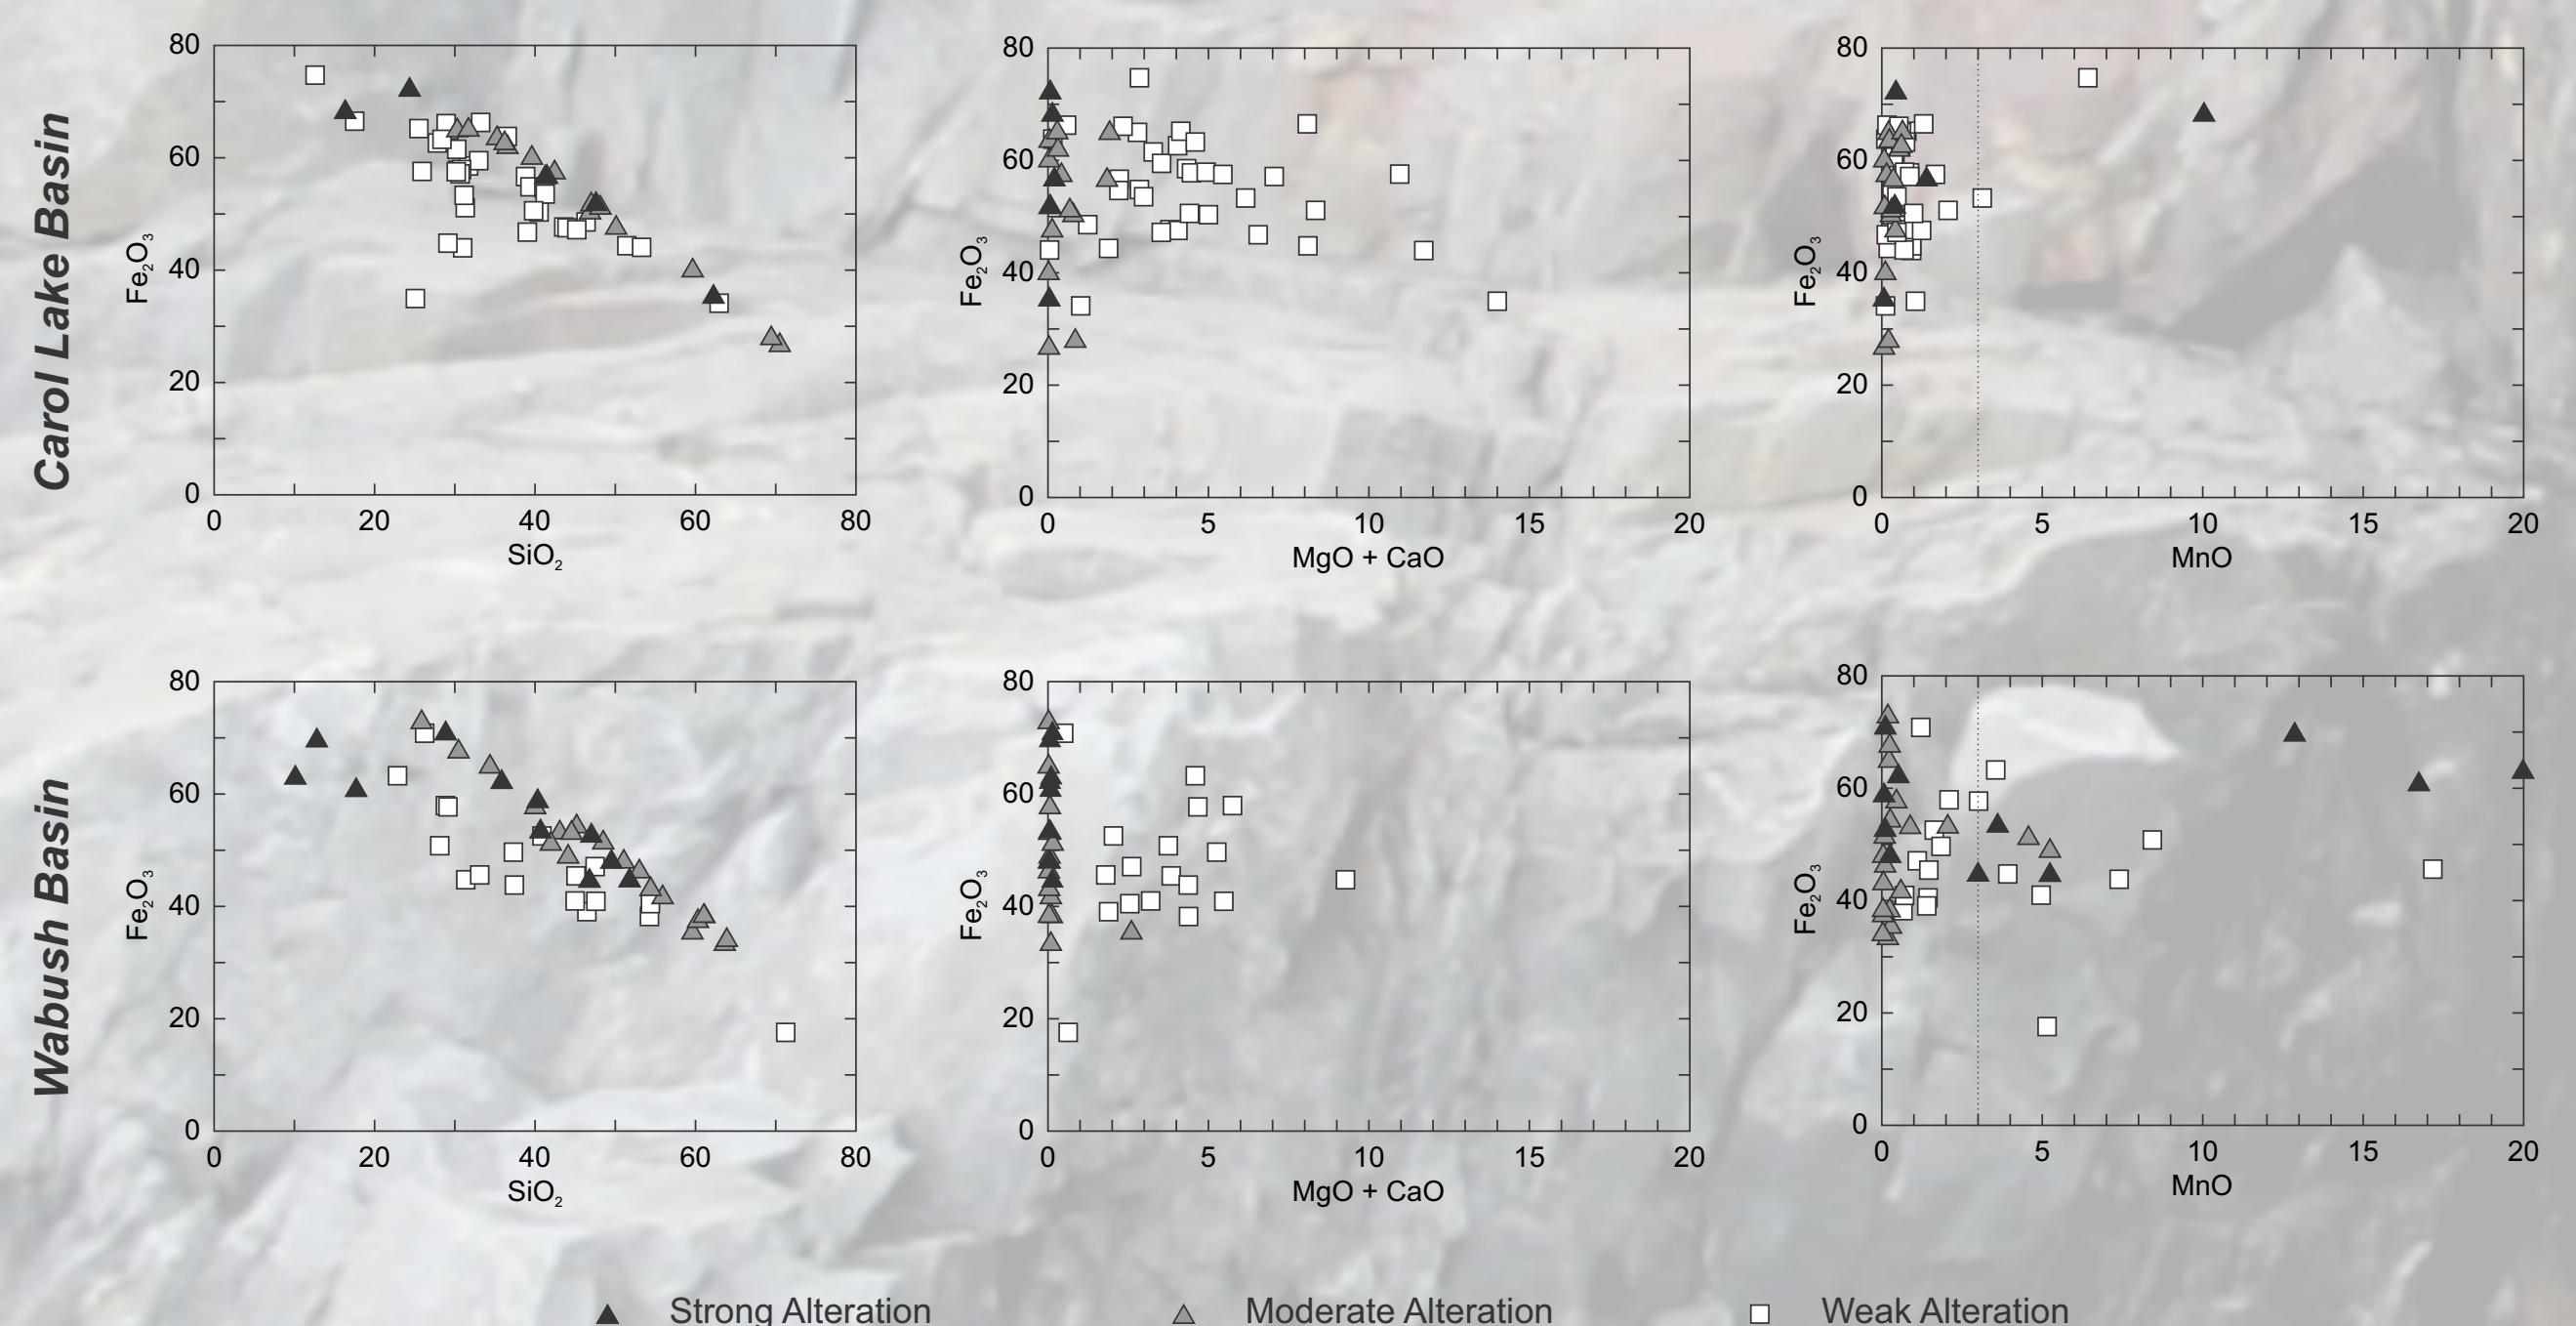 Carol Lake Basin
80
60
40
20
0
Fe₂O₃
0 20 40 60 80
SiO₂
80
60
40
20
0
Fe₂O₃
0 5 10 15 20
MgO + CaO
80
60
40
20
0
Fe₂O₃
0 5 10 15 20
MnO
Wabush Basin
80
60
40
20
0
Fe₂O₃
0 20 40 60 80
SiO₂
80
60
40
20
0
Fe₂O₃
0 5 10 15 20
MgO + CaO
80
60
40
20
0
Fe₂O₃
0 5 10 15 20
MnO
Strong Alteration Moderate Alteration Weak Alteration